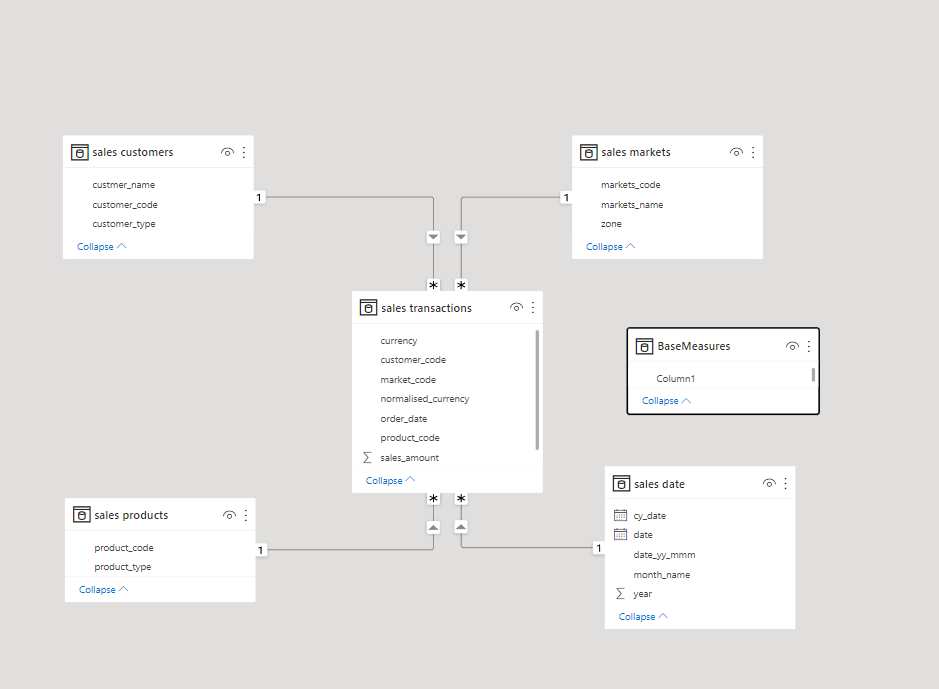 sales customers
custmer_name
customer_code
customer_type
Collapse
1
sales markets
markets_code
markets_name
zone
Collapse
1
*
*
sales transactions
currency
customer_code
market_code
normalised_currency
order_date
product_code
∑ sales_amount
Collapse
*
*
BaseMeasures
Column1
Collapse
sales products
product_code
product_type
Collapse
1
sales date
cy_date
date
date_yy_mmm
month_name
∑ year
Collapse
1